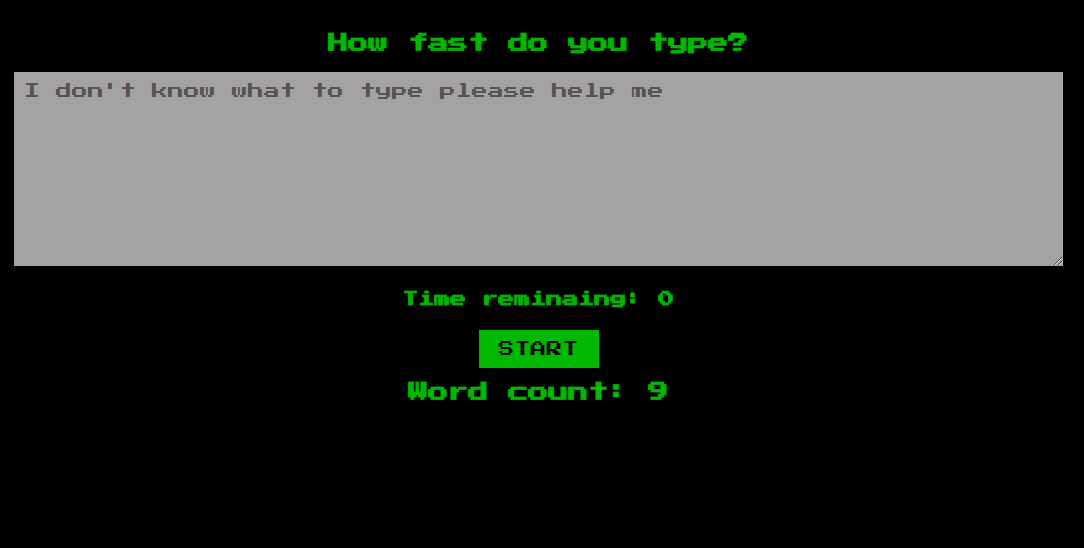 How fast do you type?
I don't know what to type please help me
Time reminaing: 0
START
Word count: 9